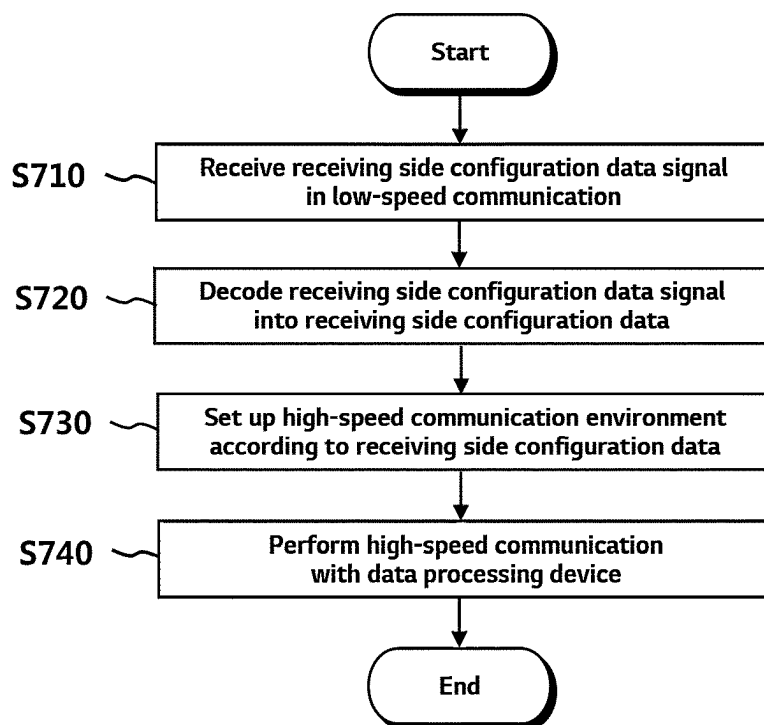 Start
S710
Receive receiving side configuration data signal
in low-speed communication
S720
Decode receiving side configuration data signal
into receiving side configuration data
S730
Set up high-speed communication environment
according to receiving side configuration data
S740
Perform high-speed communication
with data processing device
End